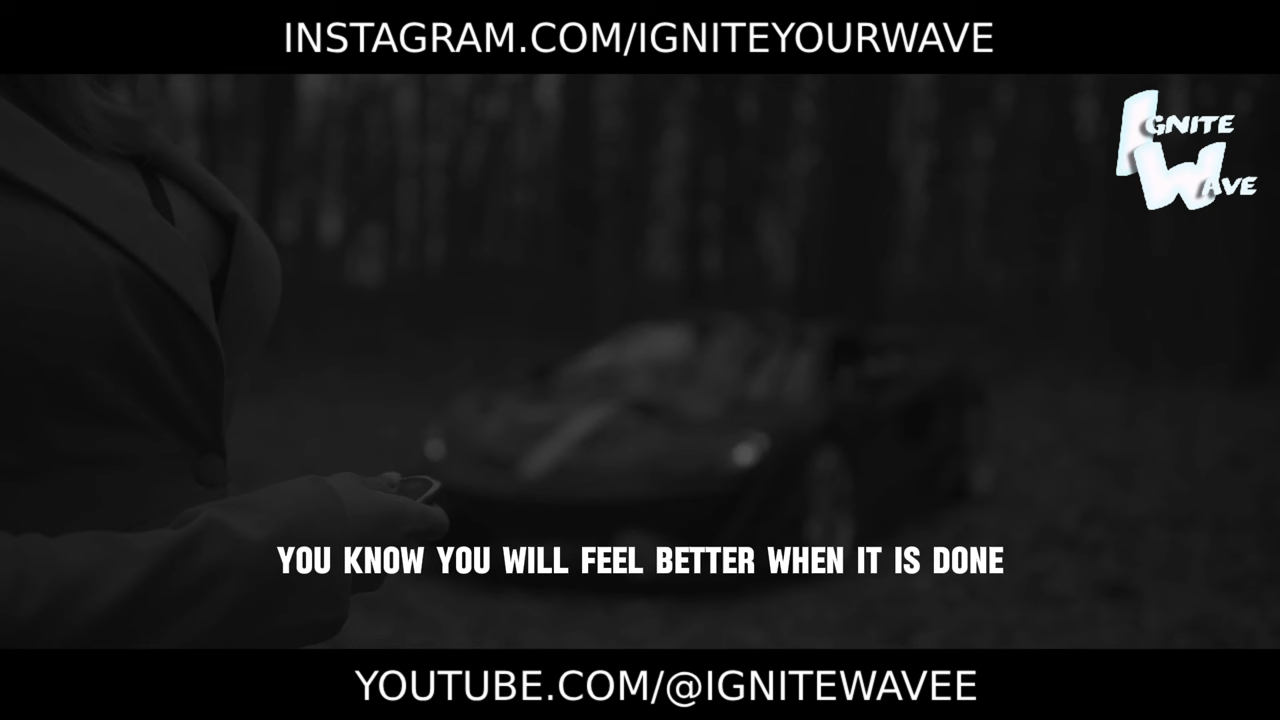 INSTAGRAM.COM/IGNITEYOURWAVE
IGNITE
WAVE
YOU KNOW YOU WILL FEEL BETTER WHEN IT IS DONE
YOUTUBE.COM/@IGNITEWAVEE